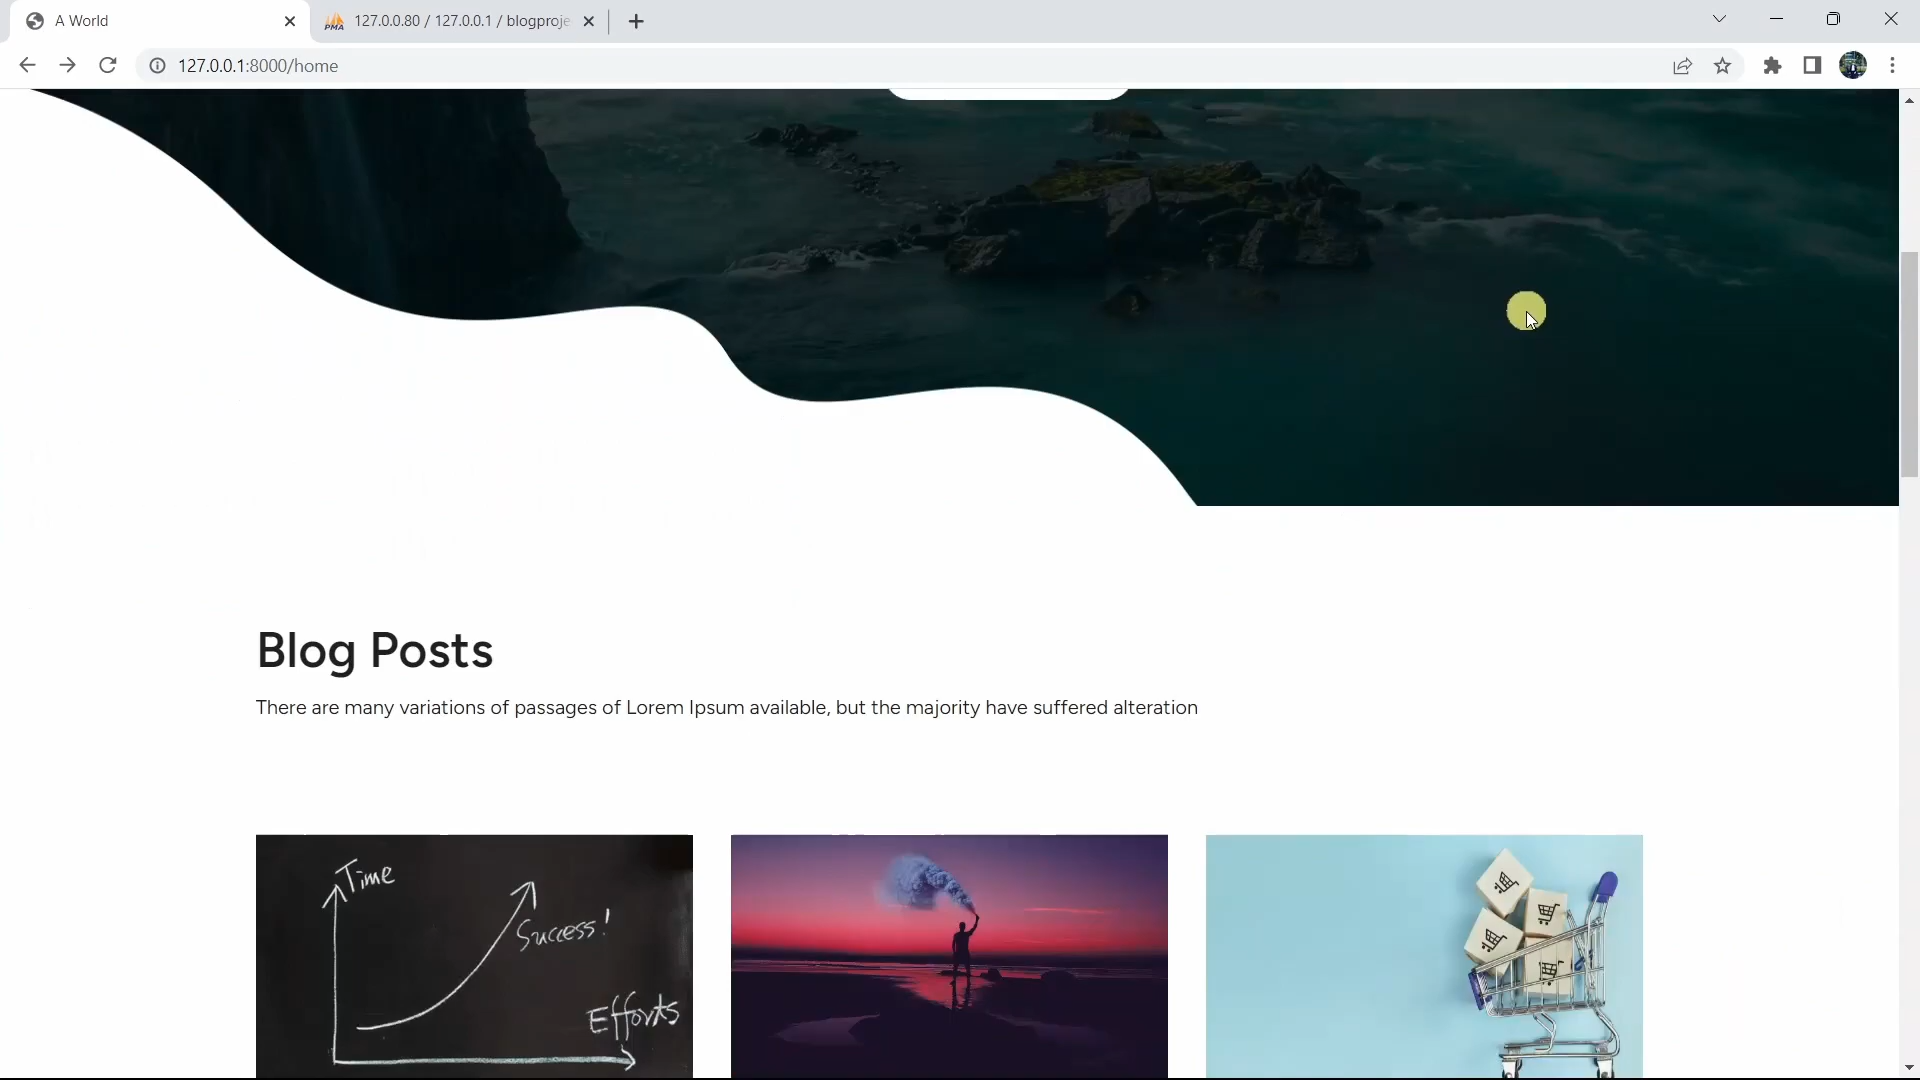 A World
PMA
127.0.0.80 / 127.0.0.1 / blogproje
127.0.0.1:8000/home
Blog Posts
There are many variations of passages of Lorem Ipsum available, but the majority have suffered alteration
Time
Success!
Efforts